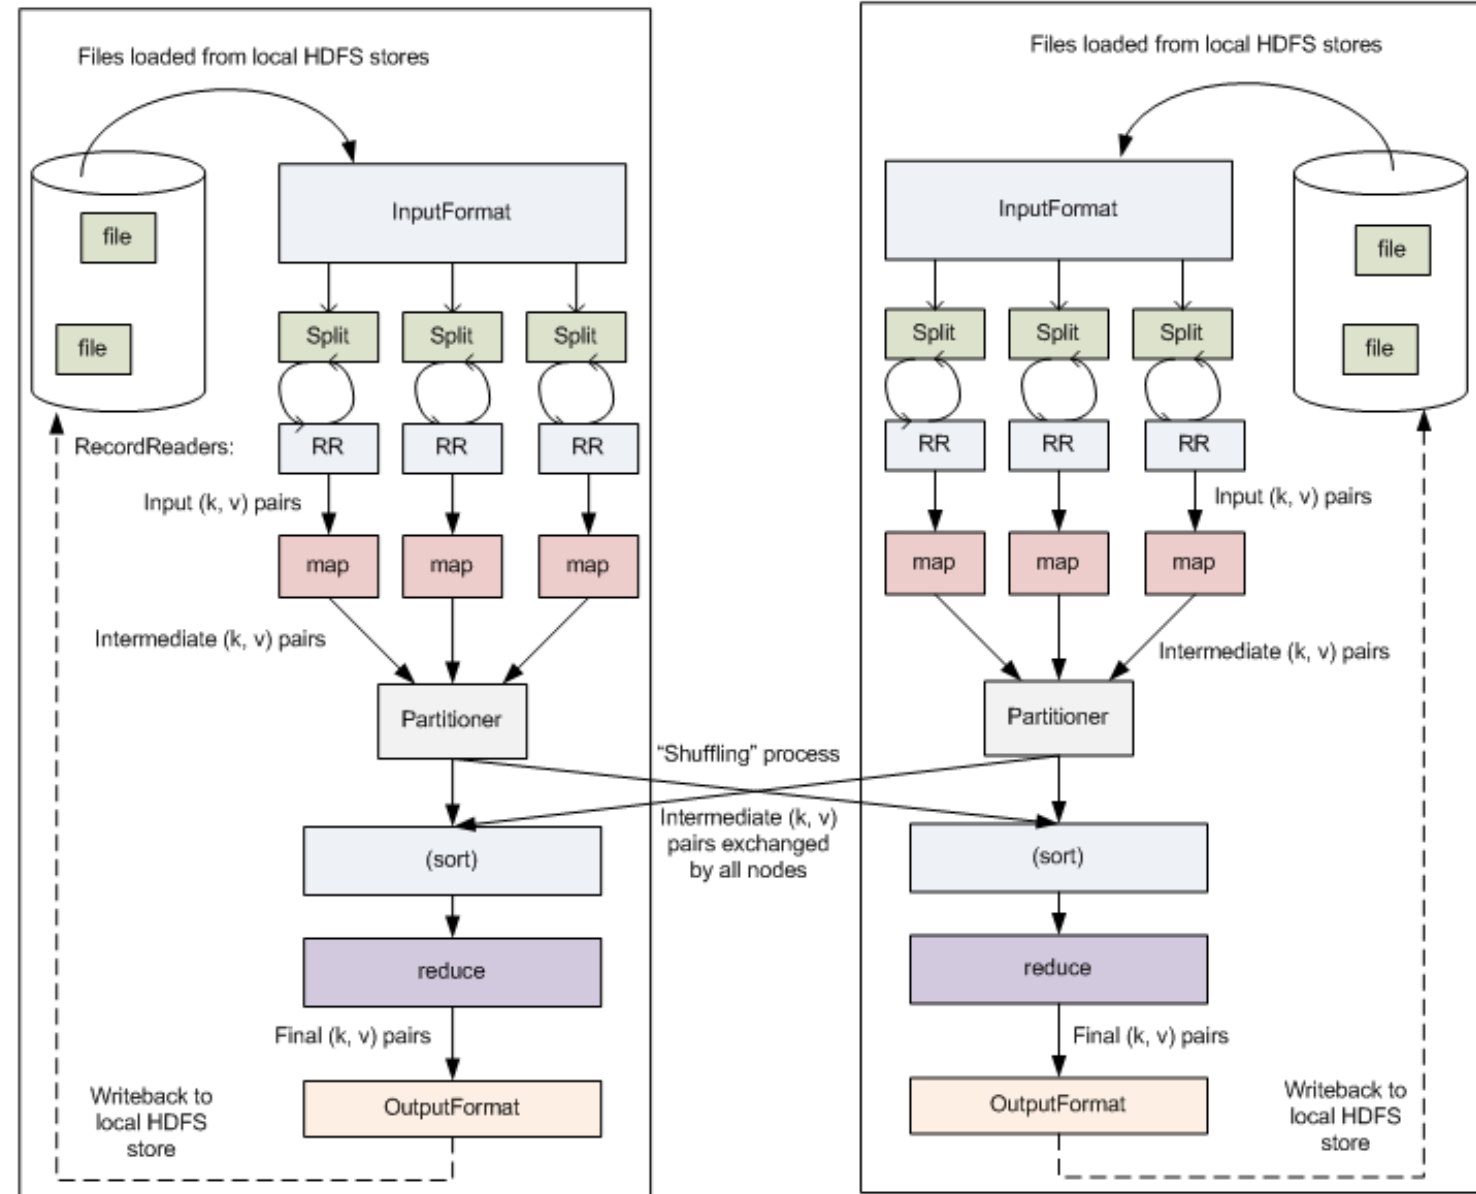 Files loaded from local HDFS stores
InputFormat
file
file
Split Split Split
RecordReaders:
RR RR RR
Input (k, v) pairs
map map map
Intermediate (k, v) pairs
Partitioner
"Shuffling" process
Intermediate (k, v)
pairs exchanged
by all nodes
(sort)
reduce
Final (k, v) pairs
OutputFormat
Writeback to
local HDFS
store
Files loaded from local HDFS stores
InputFormat
file
file
Split Split Split
RR RR RR
Input (k, v) pairs
map map map
Intermediate (k, v) pairs
Partitioner
(sort)
reduce
Final (k, v) pairs
OutputFormat
Writeback to
local HDFS
store